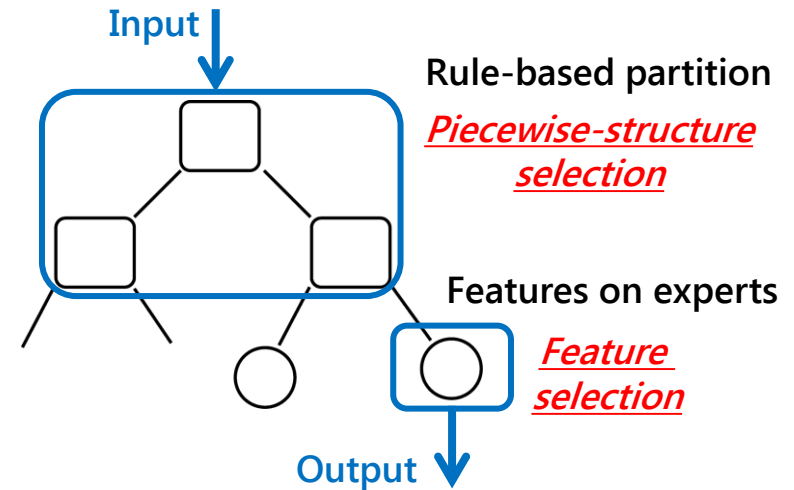 Input
Rule-based partition
Piecewise-structure
selection
Features on experts
Feature
selection
Output